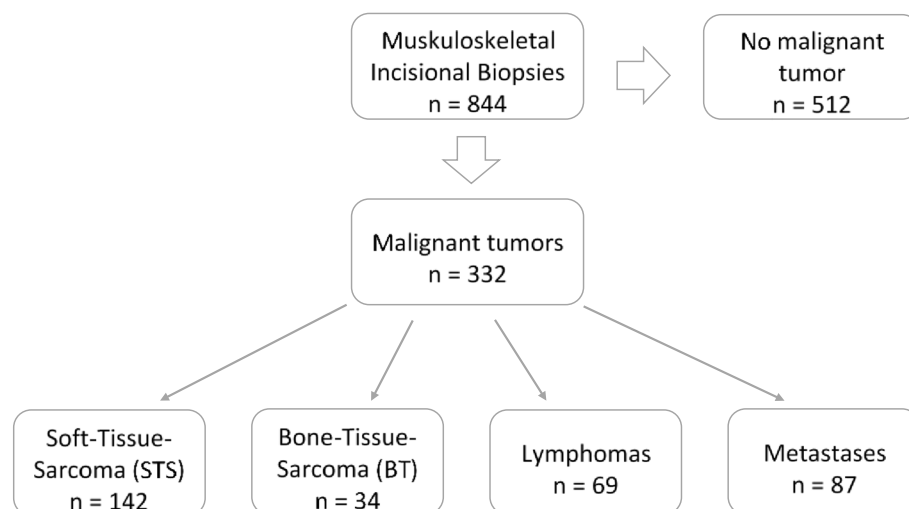 Muskuloskeletal
Incisional Biopsies
n = 844
No malignant
tumor
n = 512
Malignant tumors
n = 332
Soft-Tissue-
Sarcoma (STS)
n = 142
Bone-Tissue-
Sarcoma (BT)
n = 34
Lymphomas
n = 69
Metastases
n = 87